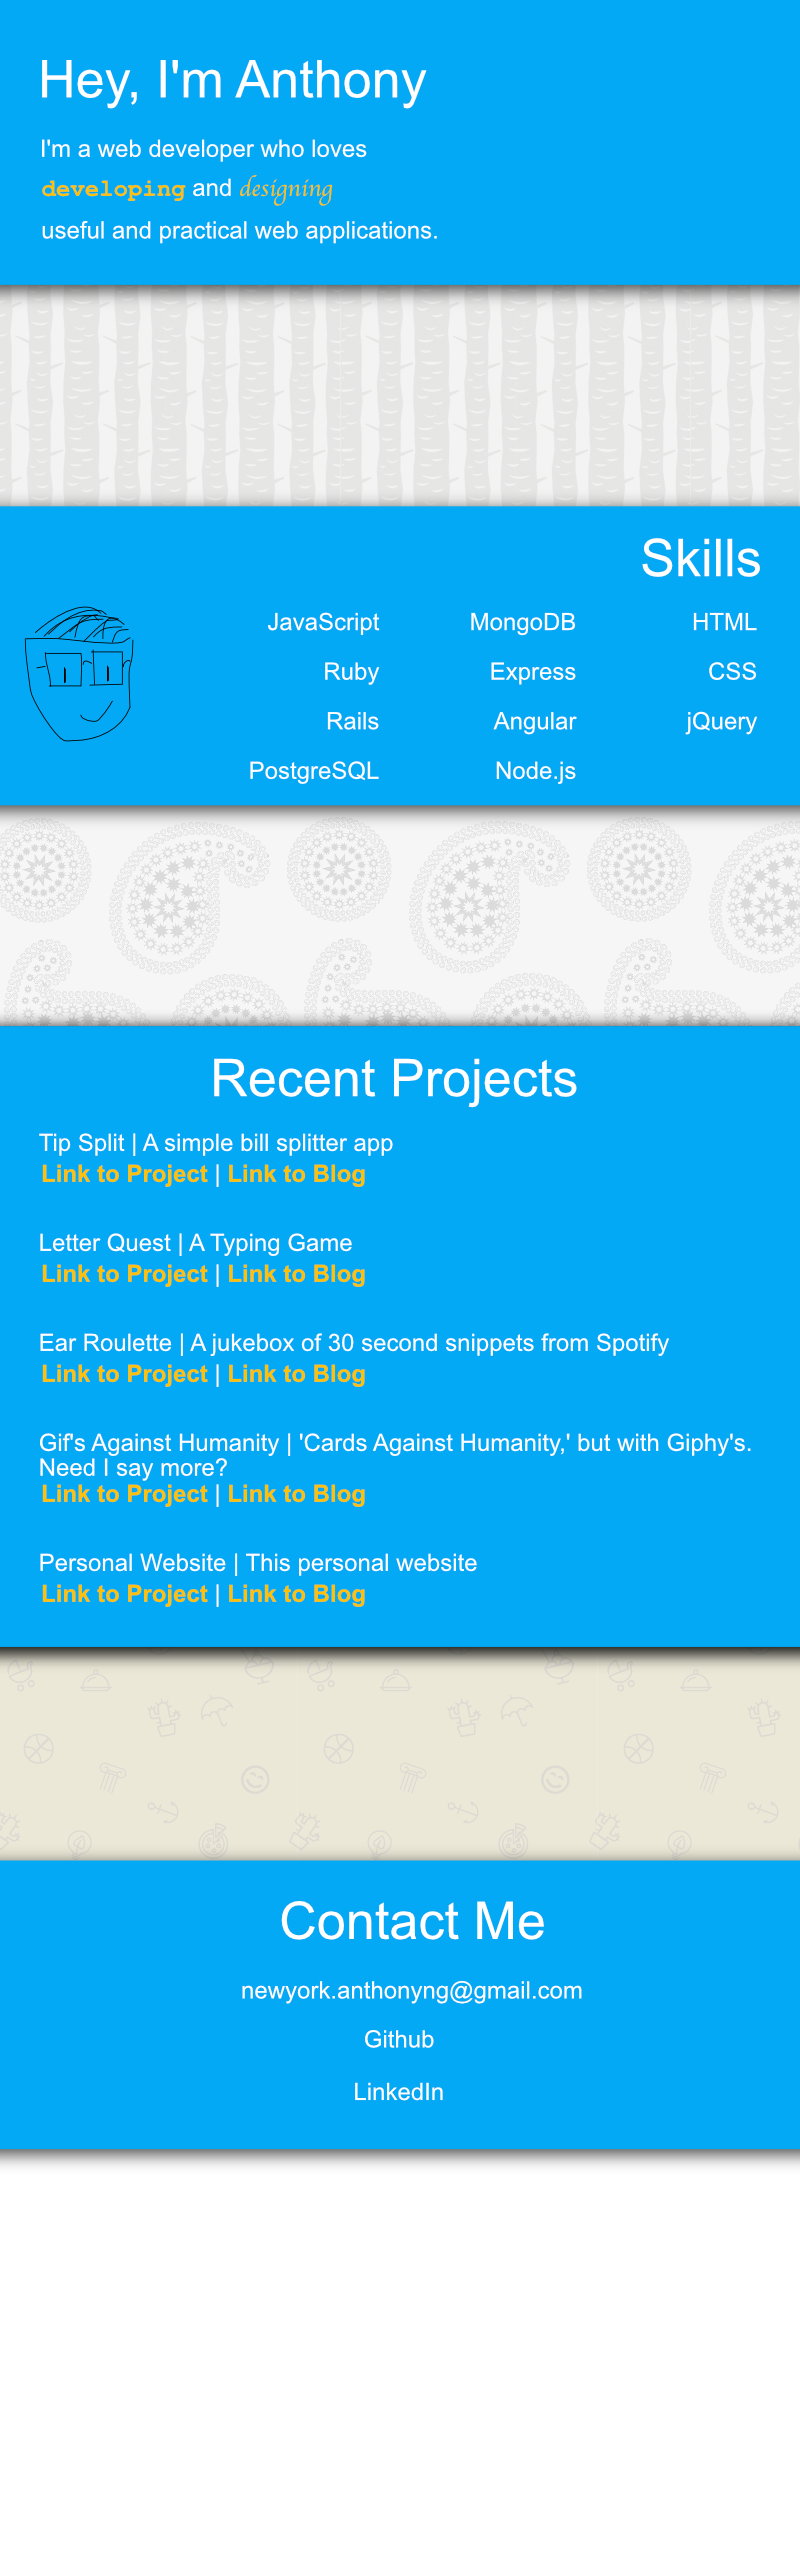 Hey, I'm Anthony
I'm a web developer who loves
developing and designing
useful and practical web applications.
Skills
JavaScript MongoDB HTML
Ruby Express CSS
Rails Angular jQuery
PostgreSQL Node.js
Recent Projects
Tip Split | A simple bill splitter app
Link to Project | Link to Blog
Letter Quest | A Typing Game
Link to Project | Link to Blog
Ear Roulette | A jukebox of 30 second snippets from Spotify
Link to Project | Link to Blog
Gif's Against Humanity | 'Cards Against Humanity,' but with Giphy's.
Need I say more?
Link to Project | Link to Blog
Personal Website | This personal website
Link to Project | Link to Blog
Contact Me
newyork.anthonyng@gmail.com
Github
LinkedIn